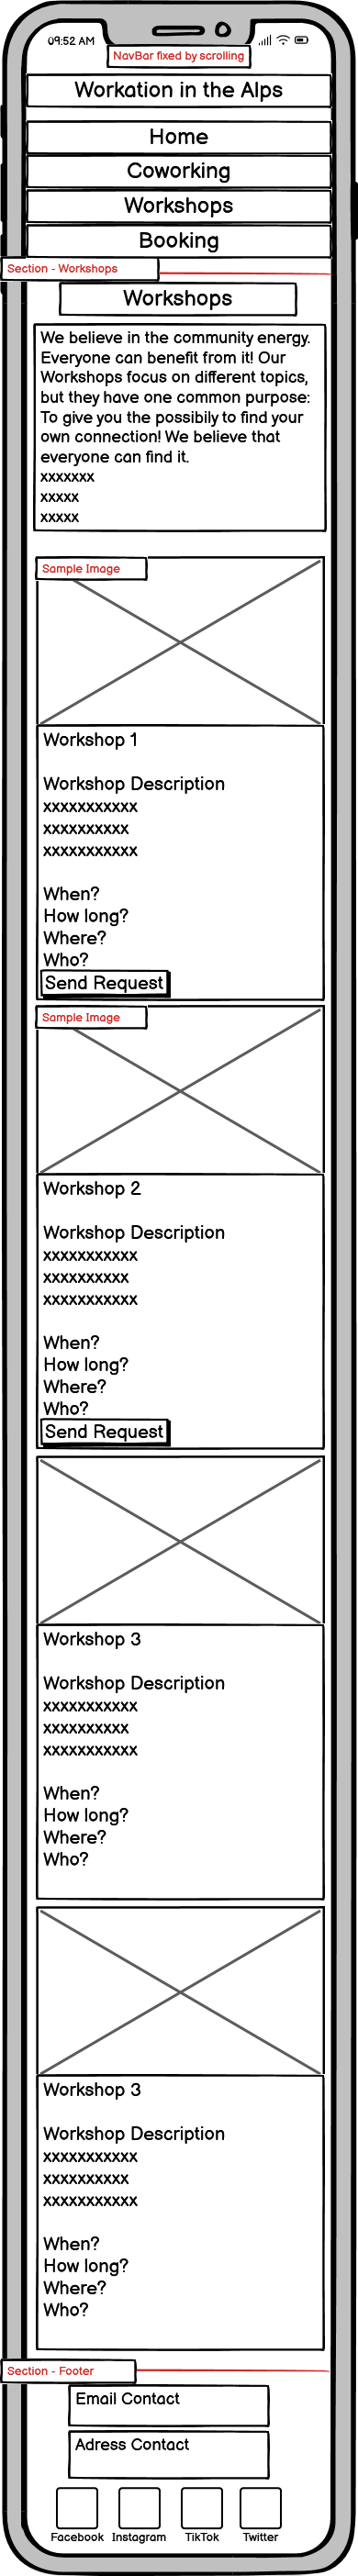 09:52 AM
NavBar fixed by scrolling
Workation in the Alps
Home
Coworking
Workshops
Booking
Section - Workshops
Workshops
We believe in the community energy.
Everyone can benefit from it! Our
Workshops focus on different topics,
but they have one common purpose:
To give you the possibily to find your
own connection! We believe that
everyone can find it.
xxxxxxx
xxxxx
xxxxx
Sample Image
Workshop 1
Workshop Description
xxxxxxxxxxx
xxxxxxxxxx
xxxxxxxxxxx
When?
How long?
Where?
Who?
Send Request
Sample Image
Workshop 2
Workshop Description
xxxxxxxxxxx
xxxxxxxxxx
xxxxxxxxxxx
When?
How long?
Where?
Who?
Send Request
Workshop 3
Workshop Description
xxxxxxxxxxx
xxxxxxxxxx
xxxxxxxxxxx
When?
How long?
Where?
Who?
Workshop 3
Workshop Description
xxxxxxxxxxx
xxxxxxxxxx
xxxxxxxxxxx
When?
How long?
Where?
Who?
Section - Footer
Email Contact
Adress Contact
Facebook Instagram TikTok Twitter